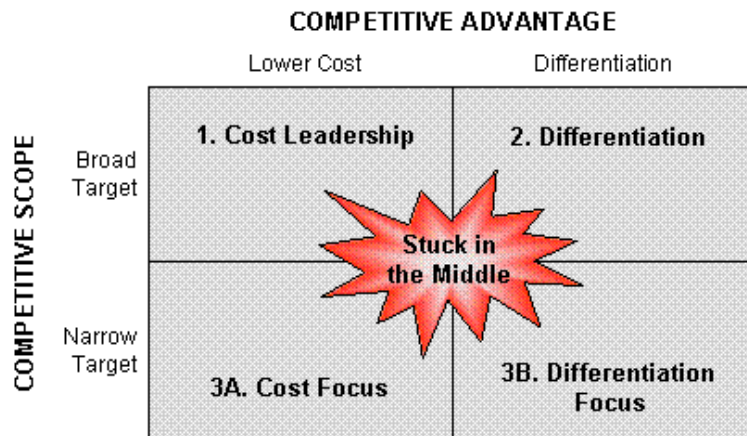 COMPETITIVE ADVANTAGE
Lower Cost
Differentiation
COMPETITIVE SCOPE
Broad
Target
1. Cost Leadership
2. Differentiation
Stuck in
the Middle
Narrow
Target
3A. Cost Focus
3B. Differentiation
Focus